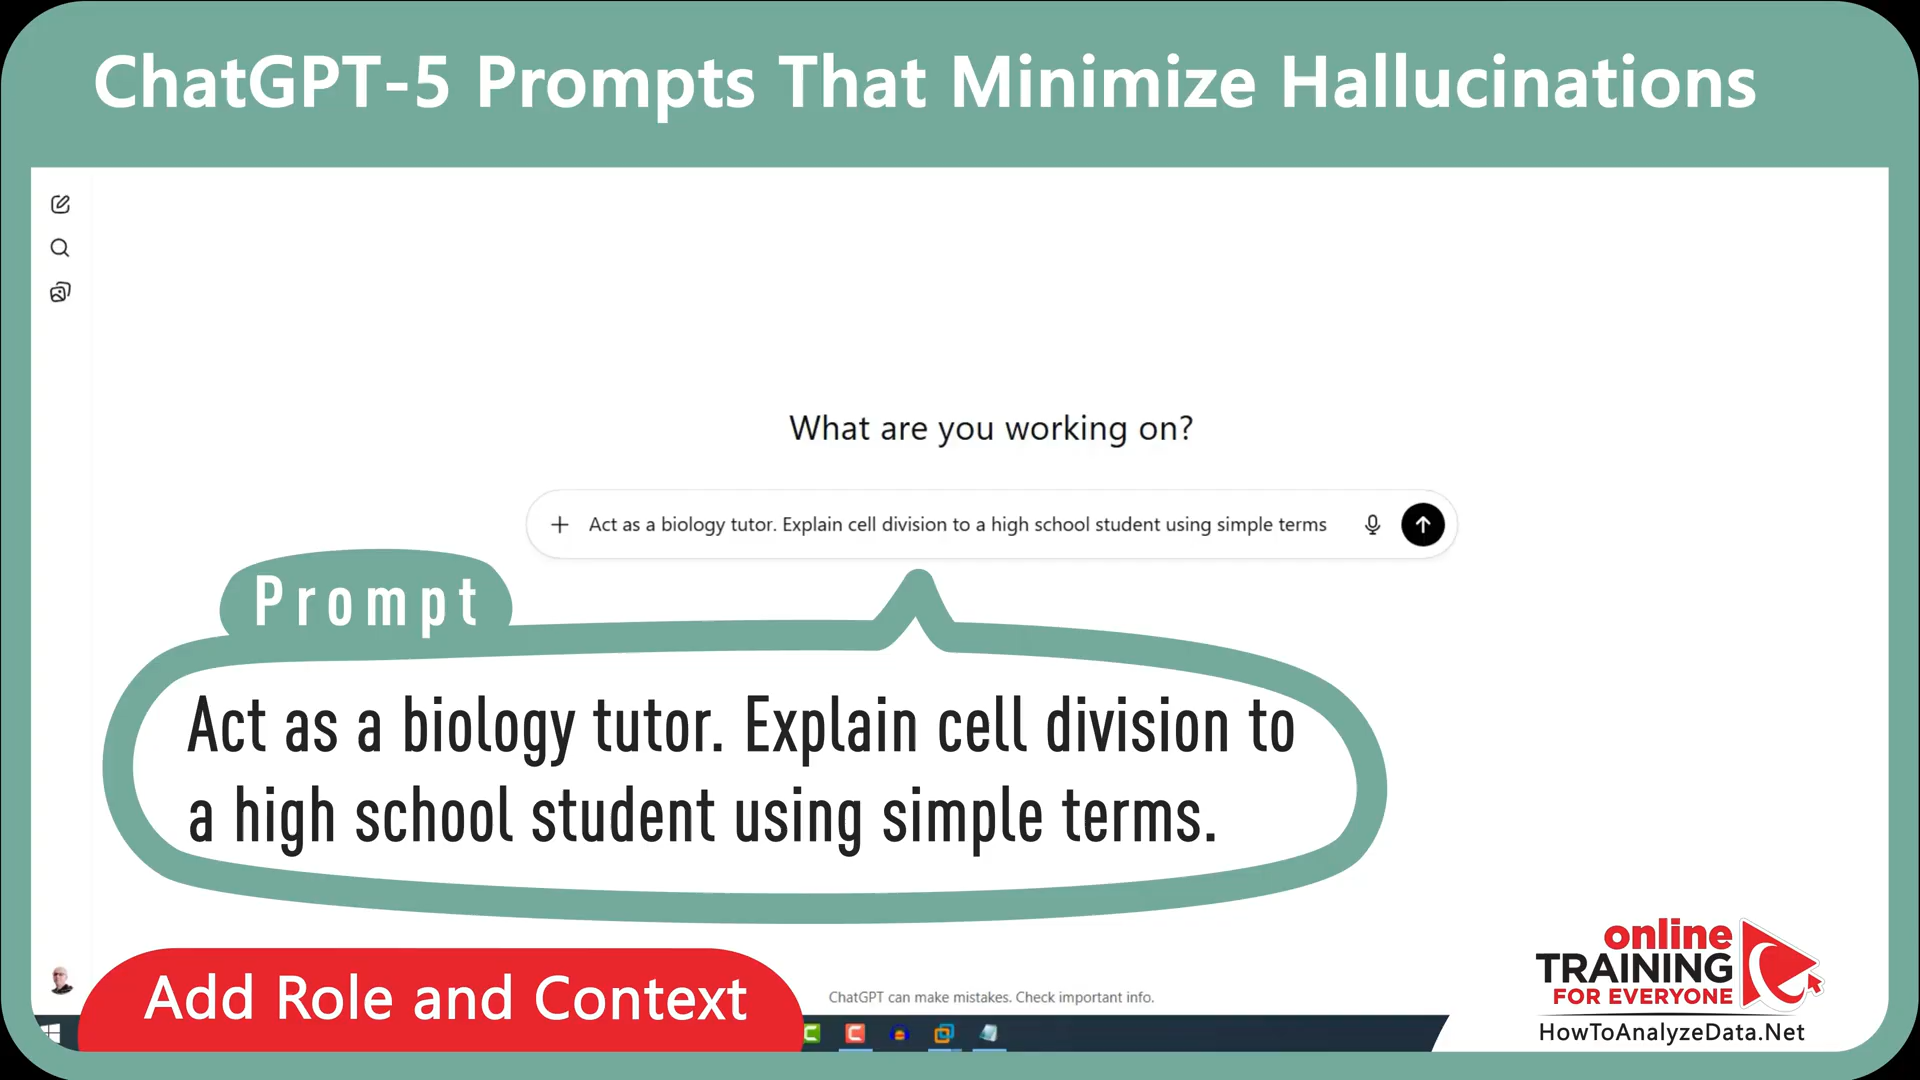 ChatGPT-5 Prompts That Minimize Hallucinations
What are you working on?
Act as a biology tutor. Explain cell division to a high school student using simple terms
Prompt
Act as a biology tutor. Explain cell division to
a high school student using simple terms.
Add Role and Context
ChatGPT can make mistakes. Check important info.
online
TRAINING
FOR EVERYONE
HowToAnalyzeData.Net